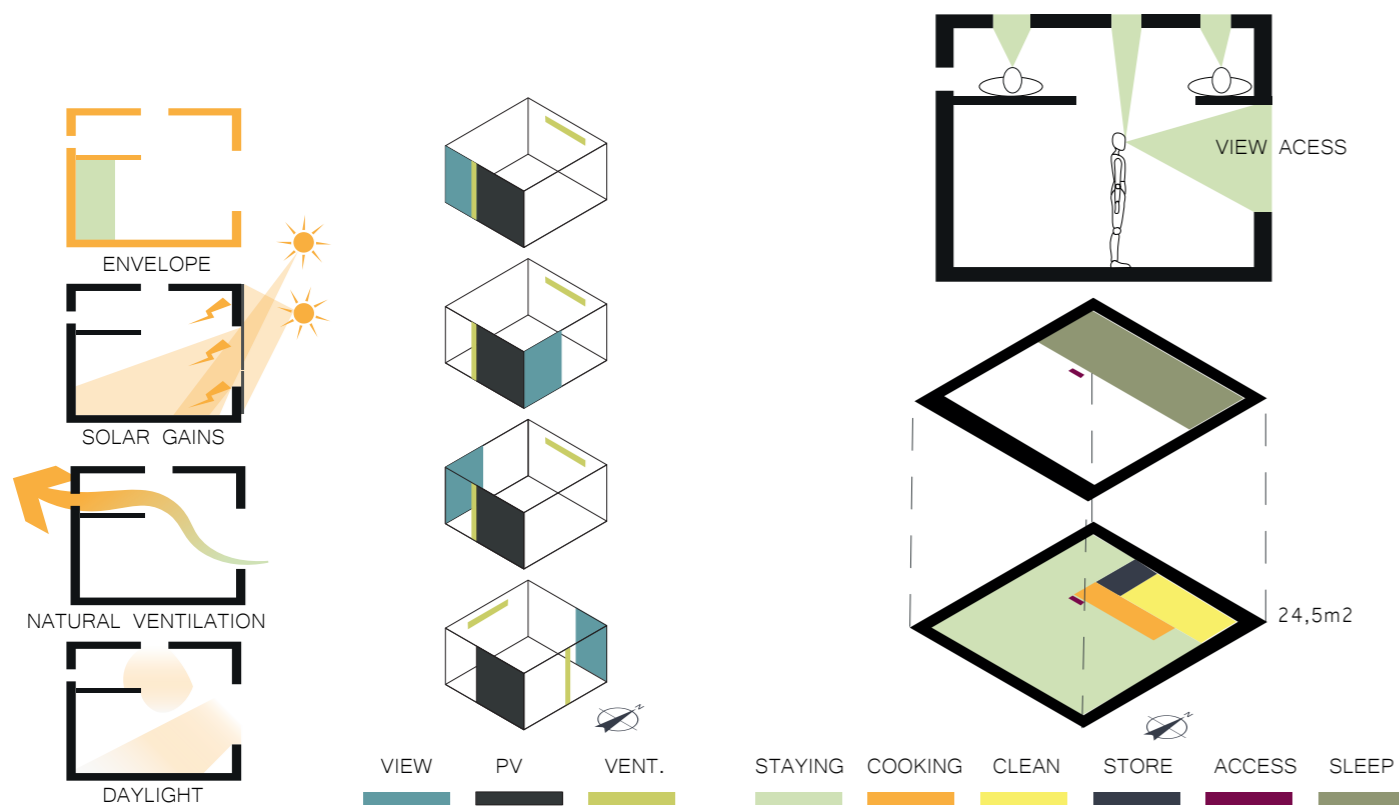 ENVELOPE
SOLAR GAINS
NATURAL VENTILATION
DAYLIGHT
N
VIEW PV VENT.
VIEW ACESS
24,5m2
N
STAYING COOKING CLEAN STORE ACCESS SLEEP